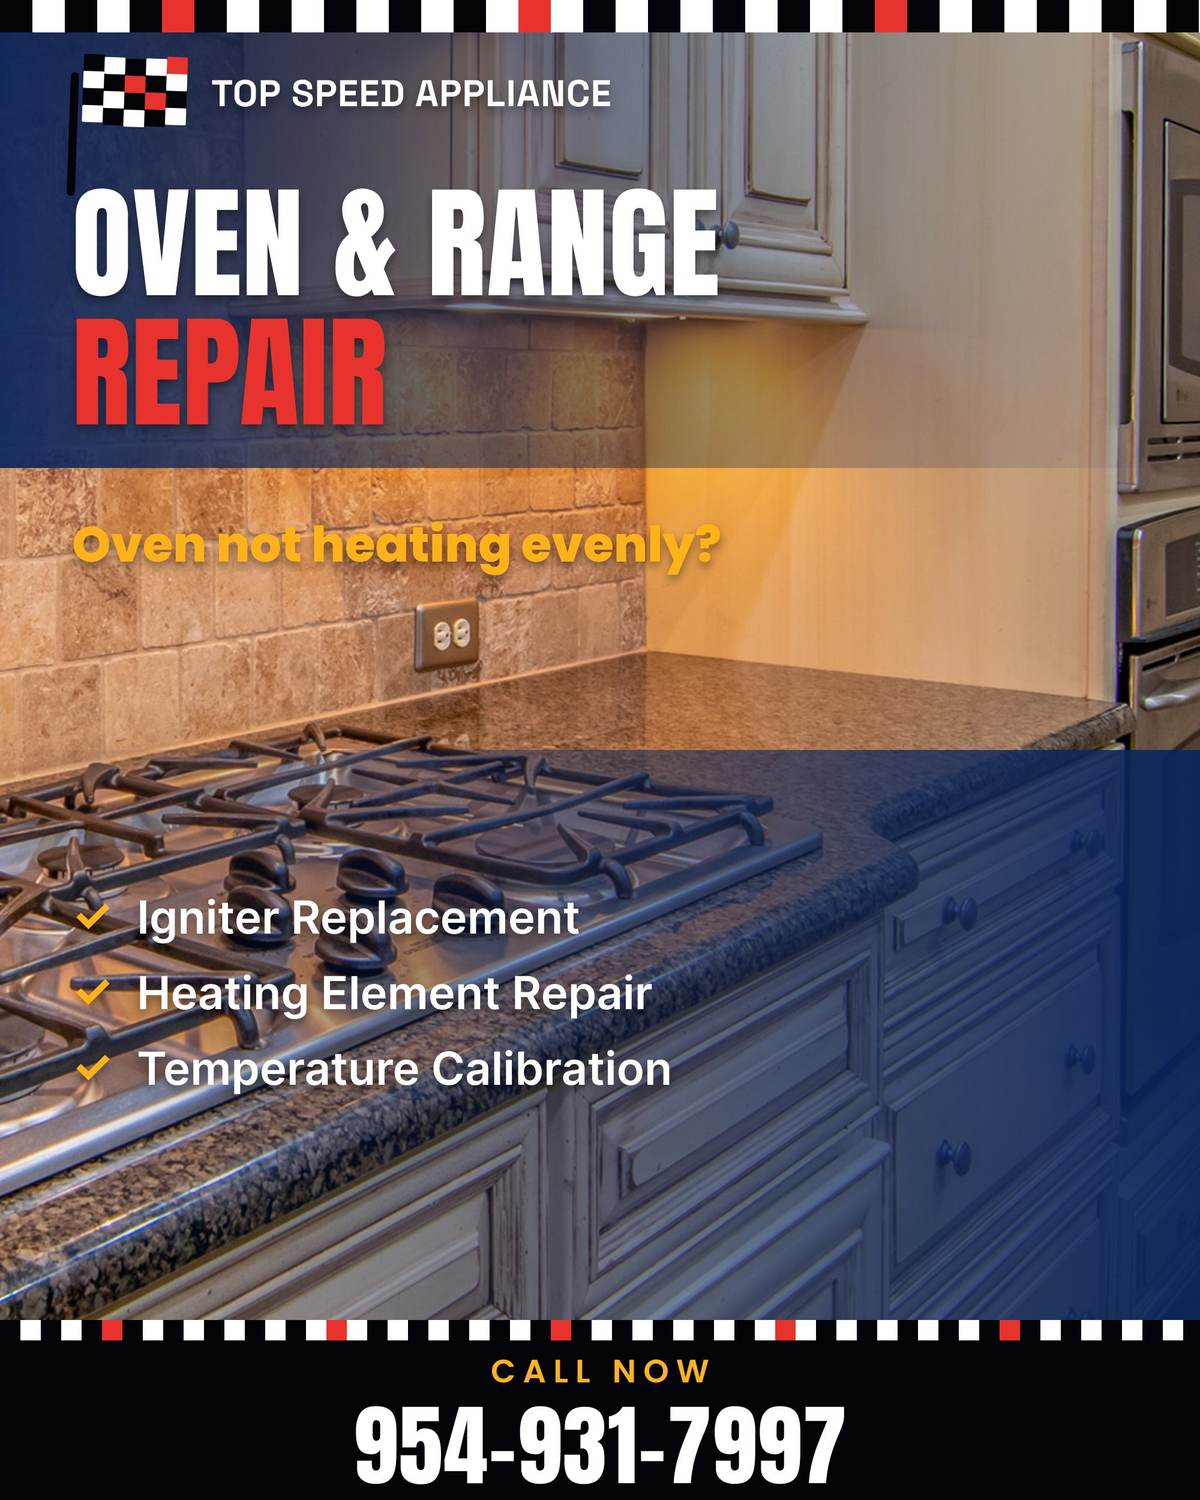 TOP SPEED APPLIANCE
OVEN & RANGE
REPAIR
Oven not heating evenly?
Igniter Replacement
Heating Element Repair
Temperature Calibration
CALL NOW
954-931-7997